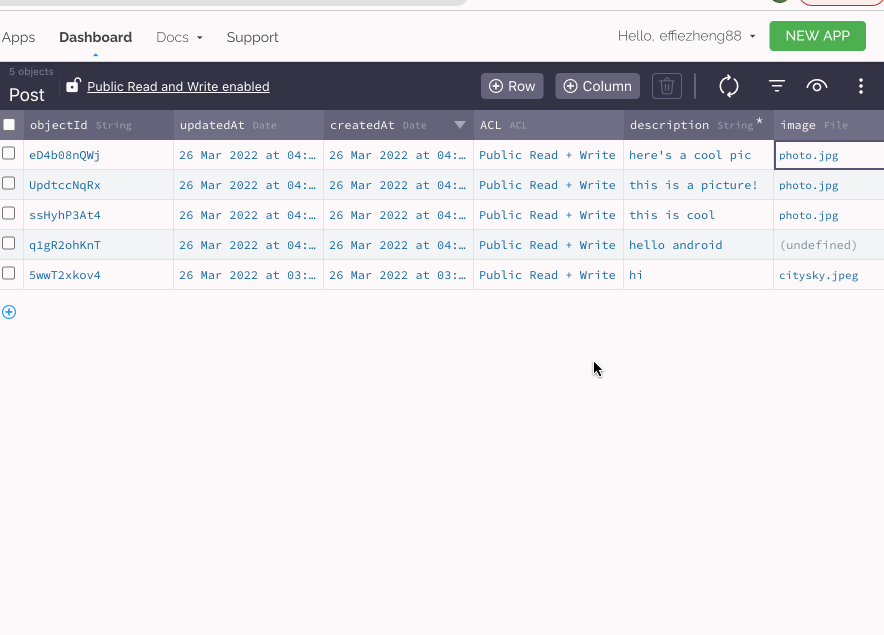 Apps Dashboard Docs Support Hello, effiezheng88 NEW APP
5 objects
Post Public Read and Write enabled Row Column
objectId String updatedAt Date createdAt Date ACL ACL description String * image File
eD4b08nQWj 26 Mar 2022 at 04:… 26 Mar 2022 at 04:… Public Read + Write here's a cool pic photo.jpg
UpdtccNqRx 26 Mar 2022 at 04:… 26 Mar 2022 at 04:… Public Read + Write this is a picture! photo.jpg
ssHyhP3At4 26 Mar 2022 at 04:… 26 Mar 2022 at 04:… Public Read + Write this is cool photo.jpg
q1gR2ohKnT 26 Mar 2022 at 04:… 26 Mar 2022 at 04:… Public Read + Write hello android (undefined)
5wwT2xkov4 26 Mar 2022 at 03:… 26 Mar 2022 at 03:… Public Read + Write hi citysky.jpeg